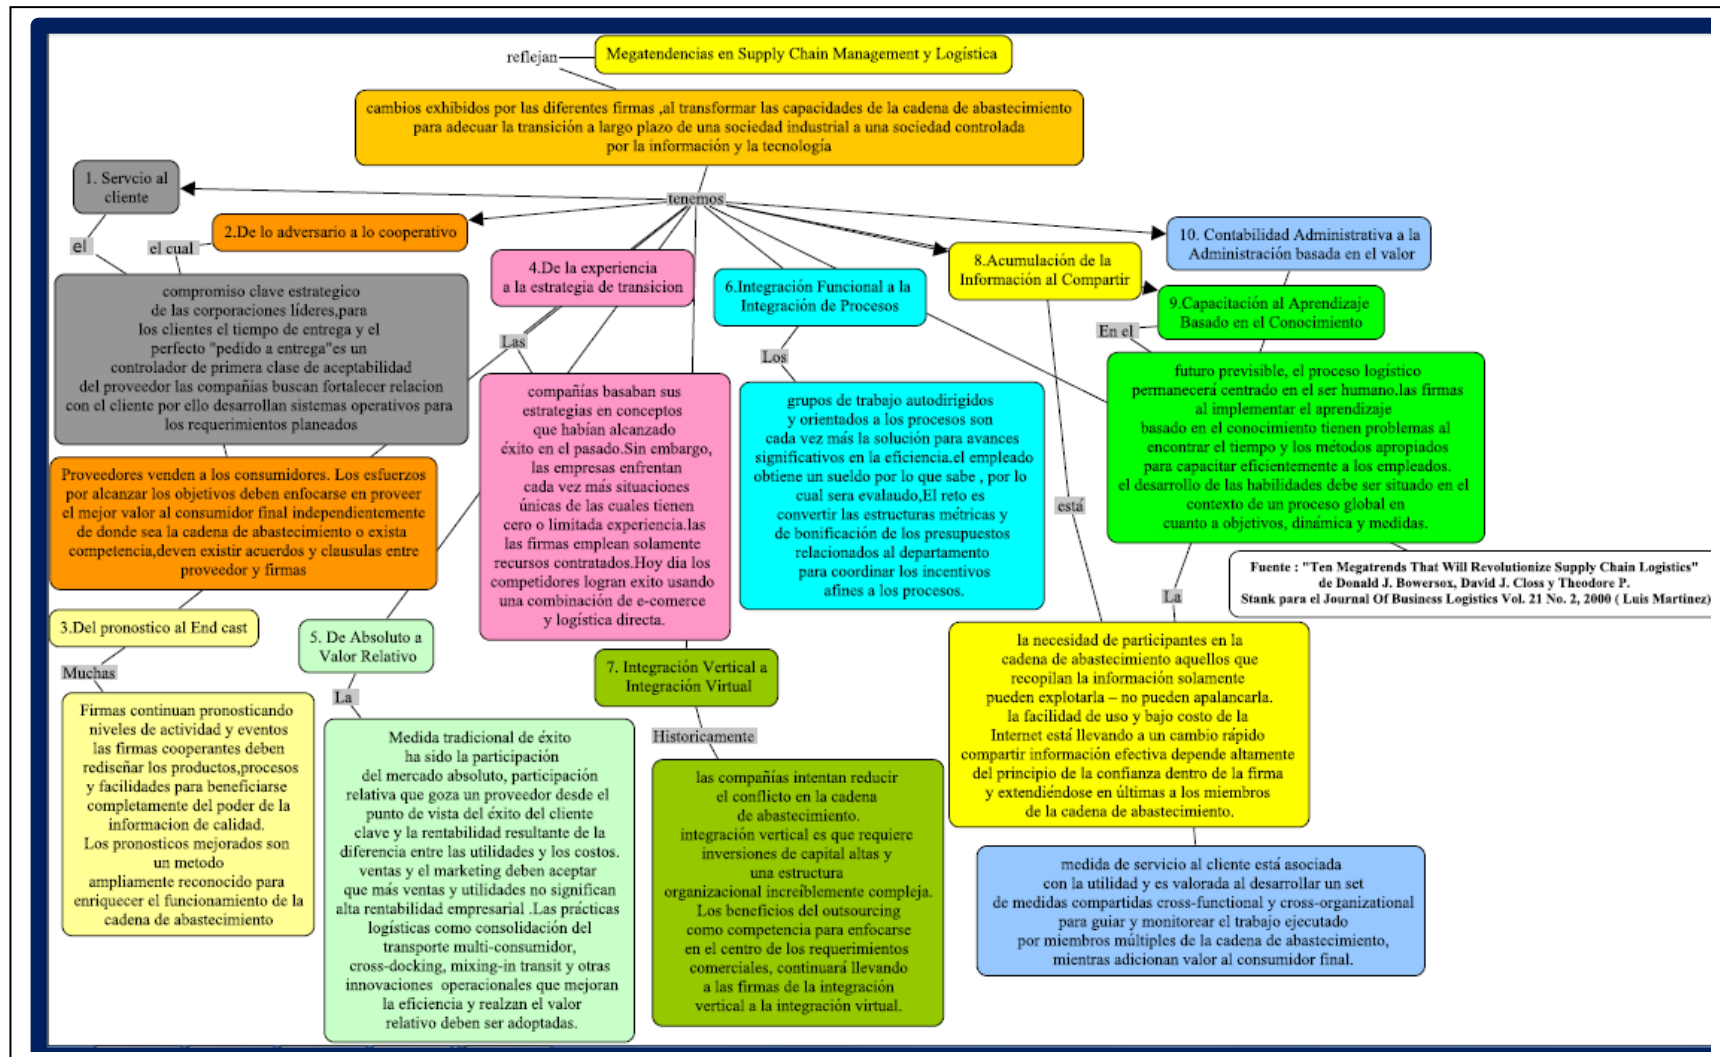 Megatendencias en Supply Chain Management y Logística
reflejan
cambios exhibidos por las diferentes firmas ,al transformar las capacidades de la cadena de abastecimiento
para adecuar la transición a largo plazo de una sociedad industrial a una sociedad controlada
por la información y la tecnología
tenemos
1. Servcio al
cliente
el
compromiso clave estrategico
de las corporaciones líderes,para
los clientes el tiempo de entrega y el
perfecto "pedido a entrega"es un
controlador de primera clase de aceptabilidad
del proveedor las compañias buscan fortalecer relacion
con el cliente por ello desarrollan sistemas operativos para
los requerimientos planeados
2.De lo adversario a lo cooperativo
el cual
Proveedores venden a los consumidores. Los esfuerzos
por alcanzar los objetivos deben enfocarse en proveer
el mejor valor al consumidor final independientemente
de donde sea la cadena de abastecimiento o exista
competencia,deven existir acuerdos y clausulas entre
proveedor y firmas
3.Del pronostico al End cast
Muchas
Firmas continuan pronosticando
niveles de actividad y eventos
las firmas cooperantes deben
rediseñar los productos,procesos
y facilidades para beneficiarse
completamente del poder de la
informacion de calidad.
Los pronosticos mejorados son
un metodo
ampliamente reconocido para
enriquecer el funcionamiento de la
cadena de abastecimiento
4.De la experiencia
a la estrategia de transicion
Las
compañías basaban sus
estrategias en conceptos
que habían alcanzado
éxito en el pasado.Sin embargo,
las empresas enfrentan
cada vez más situaciones
únicas de las cuales tienen
cero o limitada experiencia.las
las firmas emplean solamente
recursos contratados.Hoy dia los
competidores logran exito usando
una combinación de e-comerce
y logística directa.
5. De Absoluto a
Valor Relativo
La
Medida tradicional de éxito
ha sido la participación
del mercado absoluto, participación
relativa que goza un proveedor desde el
punto de vista del éxito del cliente
clave y la rentabilidad resultante de la
diferencia entre las utilidades y los costos.
ventas y el marketing deben aceptar
que más ventas y utilidades no significan
alta rentabilidad empresarial .Las prácticas
logísticas como consolidación del
transporte multi-consumidor,
cross-docking, mixing-in transit y otras
innovaciones operacionales que mejoran
la eficiencia y realzan el valor
relativo deben ser adoptadas.
6.Integración Funcional a la
Integración de Procesos
Los
grupos de trabajo autodirigidos
y orientados a los procesos son
cada vez más la solución para avances
significativos en la eficiencia.el empleado
obtiene un sueldo por lo que sabe , por lo
cual sera evalaudo,El reto es
convertir las estructuras métricas y
de bonificación de los presupuestos
relacionados al departamento
para coordinar los incentivos
afines a los procesos.
7. Integración Vertical a
Integración Virtual
Historicamente
las compañías intentan reducir
el conflicto en la cadena
de abastecimiento.
integración vertical es que requiere
inversiones de capital altas y
una estructura
organizacional increíblemente compleja.
Los beneficios del outsourcing
como competencia para enfocarse
en el centro de los requerimientos
comerciales, continuará llevando
a las firmas de la integración
vertical a la integración virtual.
8.Acumulación de la
Información al Compartir
está
la necesidad de participantes en la
cadena de abastecimiento aquellos que
recopilan la información solamente
pueden explotarla – no pueden apalancarla.
la facilidad de uso y bajo costo de la
Internet está llevando a un cambio rápido
compartir información efectiva depende altamente
del principio de la confianza dentro de la firma
y extendiéndose en últimas a los miembros
de la cadena de abastecimiento.
9.Capacitación al Aprendizaje
Basado en el Conocimiento
En el
futuro previsible, el proceso logístico
permanecerá centrado en el ser humano.las firmas
al implementar el aprendizaje
basado en el conocimiento tienen problemas al
encontrar el tiempo y los métodos apropiados
para capacitar eficientemente a los empleados.
el desarrollo de las habilidades debe ser situado en el
contexto de un proceso global en
cuanto a objetivos, dinámica y medidas.
10. Contabilidad Administrativa a la
Administración basada en el valor
La
medida de servicio al cliente está asociada
con la utilidad y es valorada al desarrollar un set
de medidas compartidas cross-functional y cross-organizational
para guiar y monitorear el trabajo ejecutado
por miembros múltiples de la cadena de abastecimiento,
mientras adicionan valor al consumidor final.
Fuente : "Ten Megatrends That Will Revolutionize Supply Chain Logistics"
de Donald J. Bowersox, David J. Closs y Theodore P.
Stank para el Journal Of Business Logistics Vol. 21 No. 2, 2000 ( Luis Martinez)